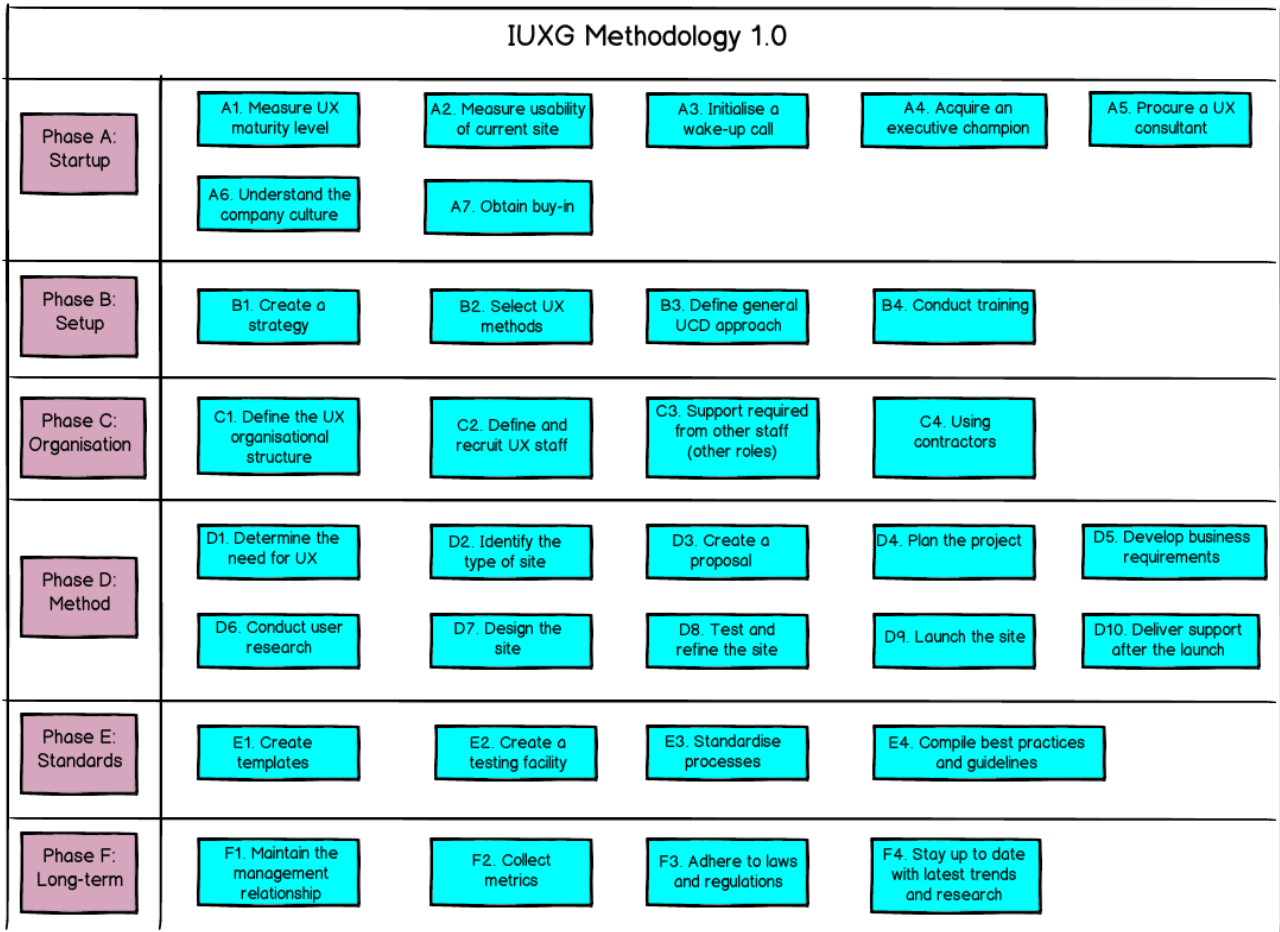 IUXG Methodology 1.0
Phase A:
Startup
A1. Measure UX
maturity level
A2. Measure usability
of current site
A3. Initialise a
wake-up call
A4. Acquire an
executive champion
A5. Procure a UX
consultant
A6. Understand the
company culture
A7. Obtain buy-in
Phase B:
Setup
B1. Create a
strategy
B2. Select UX
methods
B3. Define general
UCD approach
B4. Conduct training
Phase C:
Organisation
C1. Define the UX
organisational
structure
C2. Define and
recruit UX staff
C3. Support required
from other staff
(other roles)
C4. Using
contractors
Phase D:
Method
D1. Determine the
need for UX
D2. Identify the
type of site
D3. Create a
proposal
D4. Plan the project
D5. Develop business
requirements
D6. Conduct user
research
D7. Design the
site
D8. Test and
refine the site
D9. Launch the site
D10. Deliver support
after the launch
Phase E:
Standards
E1. Create
templates
E2. Create a
testing facility
E3. Standardise
processes
E4. Compile best practices
and guidelines
Phase F:
Long-term
F1. Maintain the
management
relationship
F2. Collect
metrics
F3. Adhere to laws
and regulations
F4. Stay up to date
with latest trends
and research